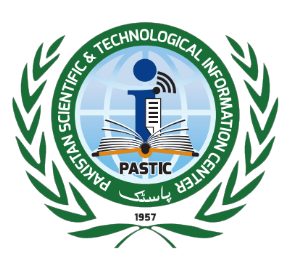 PAKISTAN SCIENTIFIC & TECHNOLOGICAL INFORMATION CENTER
PASTIC
پاسٹک
1957